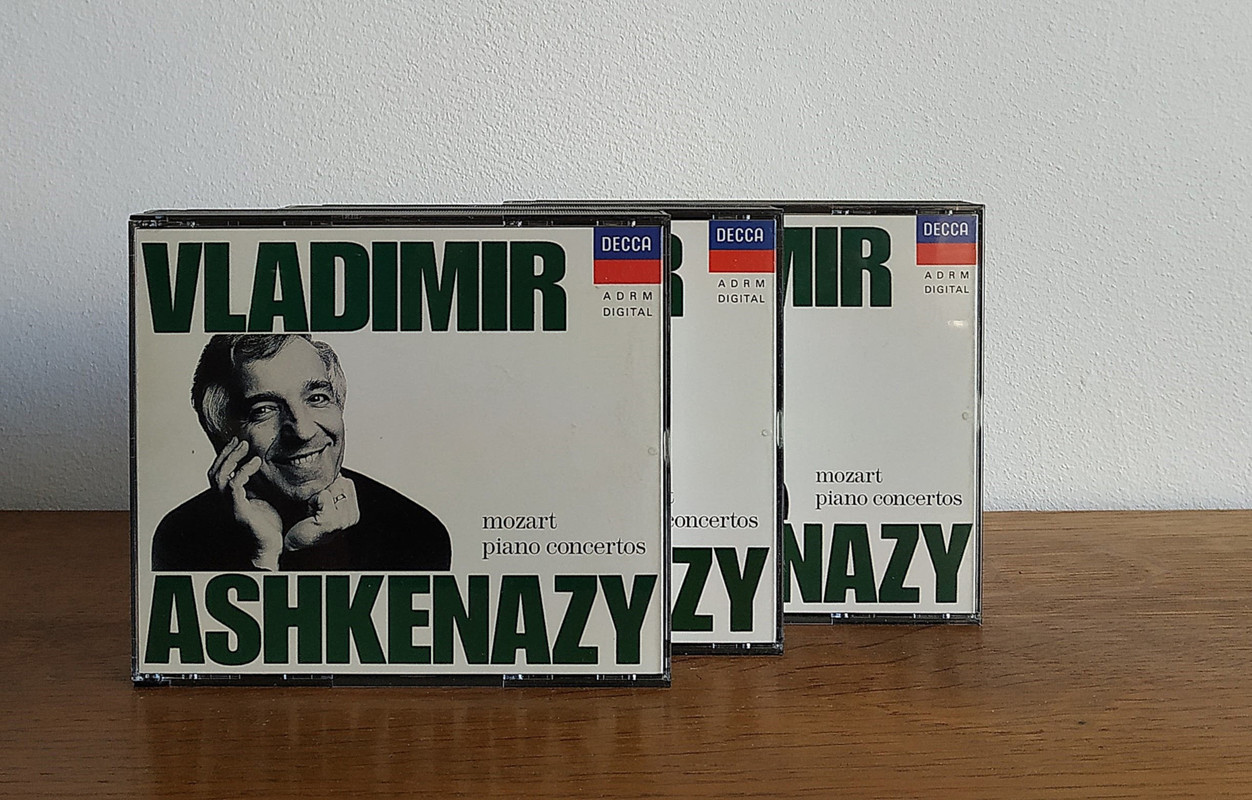 VLADIMIR
DECCA
ADRM
DIGITAL
mozart
piano concertos
ASHKENAZY
R
DECCA
ADRM
DIGITAL
t
concertos
ZY
MIR
DECCA
ADRM
DIGITAL
mozart
piano concertos
NAZY